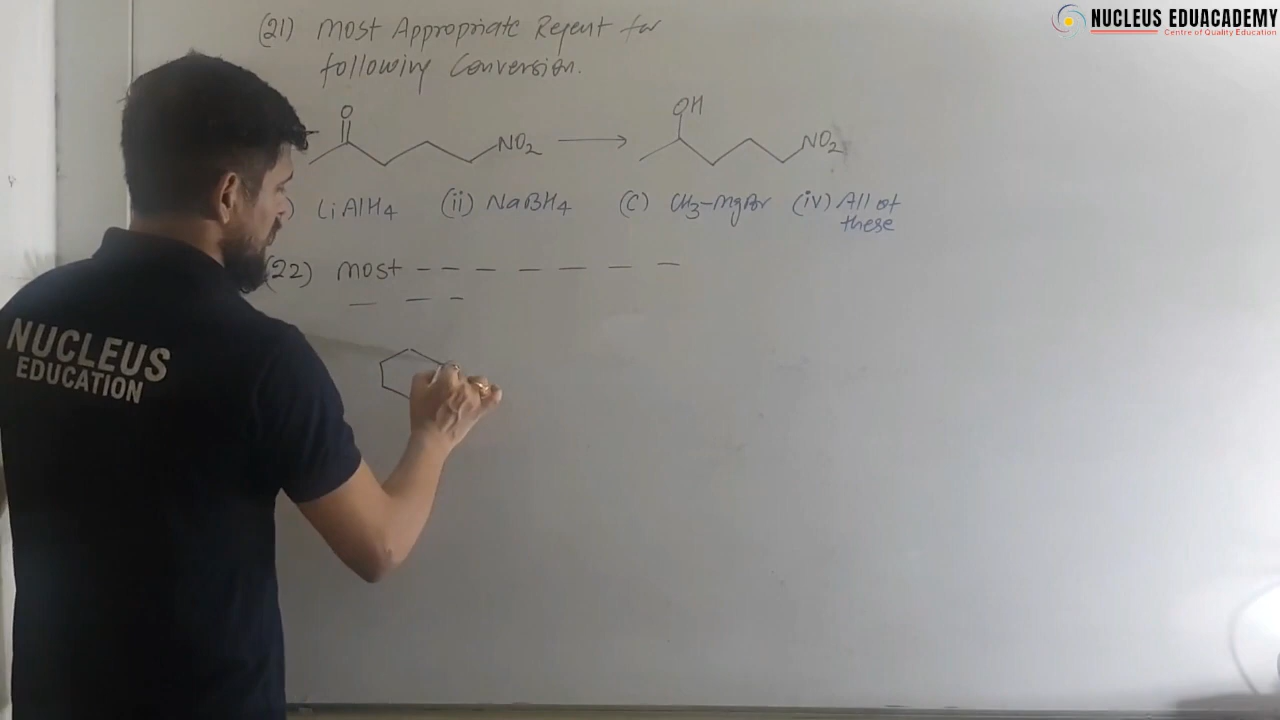 NUCLEUS EDUACADEMY
Centre of Quality Education
(21) Most Appropriate Regent for
following Conversion.
O NO2 OH NO2
) LiAlH4 (ii) NaBH4 (C) CH3-MgBr (iv) All of
these
(22) Most - - - - - - -
- - -
NUCLEUS
EDUCATION